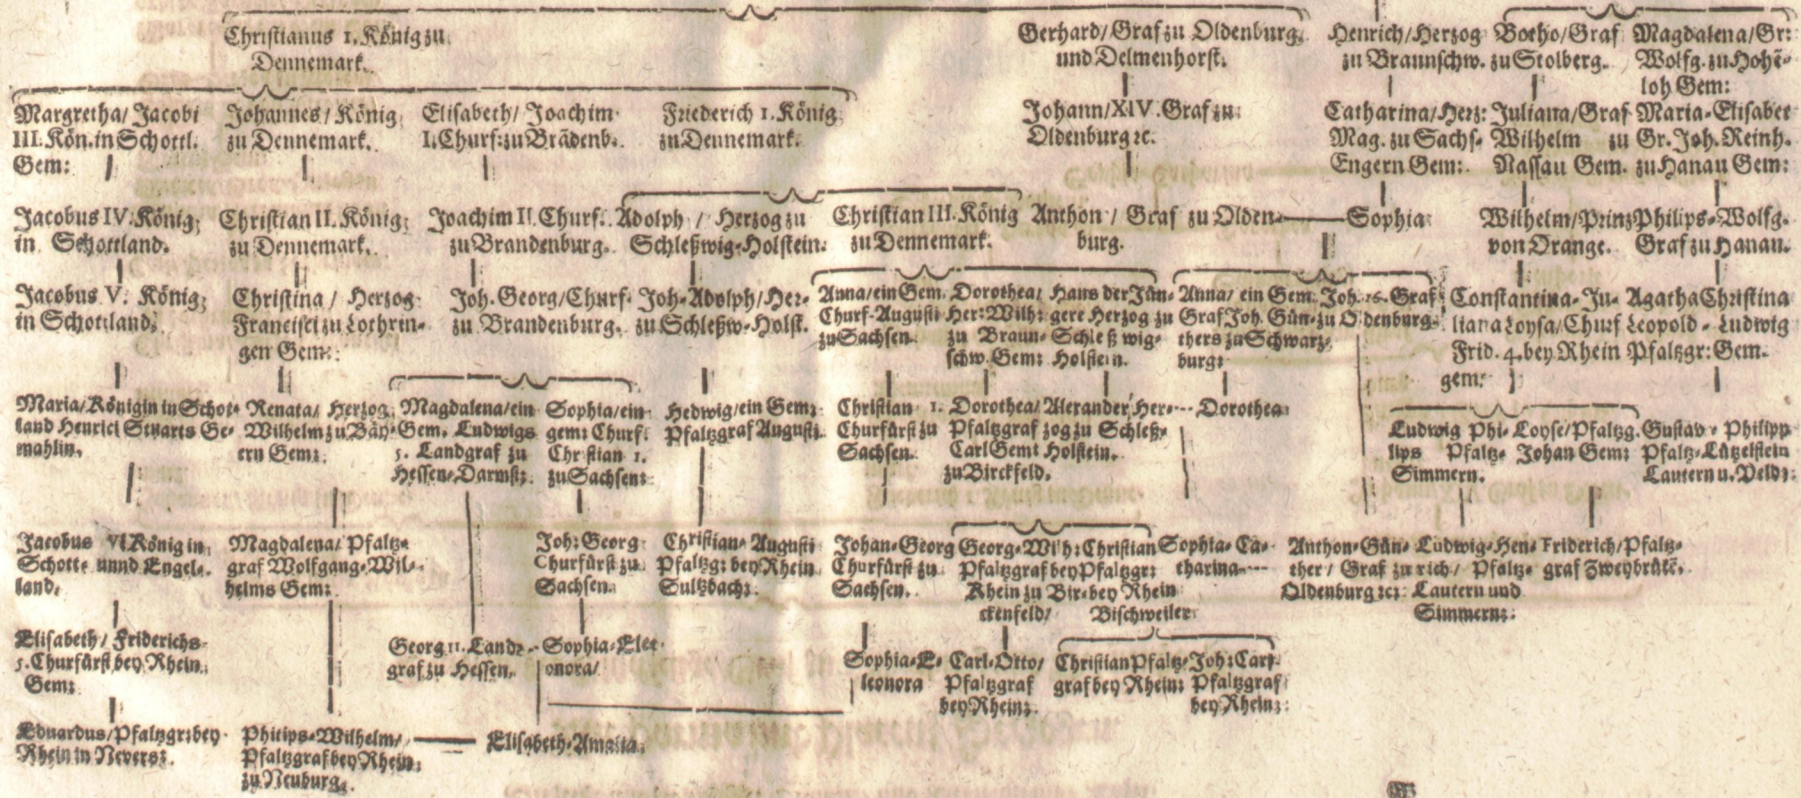 Christianus 1. König zu
Dennemark.
Gerhard/Graf zu Oldenburg
und Delmenhorst.
Henrich/Herzog
zu Braunschw.
Botho/Graf
zu Stolberg.
Magdalena/Gr:
Wolfg. zu Hohẽ-
loh Gem:
Margretha/Jacobi
III. Kön. in Schottl.
Gem:
Johannes/König
zu Dennemark.
Elisabeth/Joachim
I. Churf: zu Brãdenb.
Friederich 1. König
zu Dennemark.
Johann/XIV. Graf zu
Oldenburg ꝛc.
Catharina/Herz:
Mag. zu Sachs-
Engern Gem:
Juliana/Graf
Wilhelm zu
Nassau Gem.
Maria-Elisabet
Gr. Joh. Reinh.
zu Hanau Gem:
Jacobus IV. König
in Schottland.
Christian II. König
zu Dennemark.
Joachim II. Churf.
zu Brandenburg.
Adolph / Herzog zu
Schleßwig-Holstein.
Christian III. König
zu Dennemark.
Anthon / Graf zu Olden-
burg.
Sophia
Wilhelm/Prinz
von Orange.
Philips-Wolfg.
Graf zu Hanau.
Jacobus V. König
in Schottland.
Christina / Herzog
Francisci zu Lothrin-
gen Gem:
Joh. Georg/Churf.
zu Brandenburg.
Joh-Adolph/Her-
zu Schleßw-Holst.
Anna/ein Gem.
Churf-Augusti
zu Sachsen.
Dorothea/
Her: Wilh:
zu Braun-
schw. Gem:
Hans der Jün-
gere Herzog zu
Schleßwig-
Holstein.
Anna/ ein Gem.
Graf Joh. Gün-
thers zu Schwarz-
burg:
Joh. 16. Graf
zu Oldenburg.
Constantina-Ju-
liana Loysa/Churf
Frid. 4. bey Rhein
gem:
Agatha Christina
Leopold-Ludwig
Pfaltzgr: Gem.
Maria/Königin in Schot-
land Henrici Stuarts Ge-
mahlin.
Renata/ Herzog
Wilhelm zu Bäy-
ern Gem:
Magdalena/ein
Gem. Ludwigs
5. Landgraf zu
Hessen-Darmst:
Sophia/ein
gem: Churf.
Christian 1.
zu Sachsen:
Hedwig/ein Gem:
Pfaltzgraf Augusti.
Christian 1.
Churfürst zu
Sachsen.
Dorothea/
Pfaltzgraf
Carl Gem:
zu Birckfeld.
Alexander/Her-
zog zu Schleß-
Holstein.
Dorothea
Ludwig Phi-
lips Pfaltz-
Simmern.
Loyse/Pfaltzg.
Johan Gem:
Gustav-Philipp
Pfaltz-Lützelstein
Lautern u. Veldz:
Jacobus VI König in
Schott- unnd Engel-
land.
Magdalena/ Pfaltz-
graf Wolfgang-Wil-
helms Gem:
Joh: Georg
Churfürst zu
Sachsen.
Christian-Augusti
Pfaltzg: bey Rhein
Sultzbach:
Johan-Georg
Churfürst zu
Sachsen.
Georg-Wilh:
Pfaltzgraf bey
Rhein zu Bir-
ckenfeld/
Christian
Pfaltzgr:
bey Rhein
Bischweiler
Sophia-Ca-
tharina
Anthon-Gün-
ther/ Graf zu
Oldenburg ꝛc:
Ludwig-Hen-
rich/ Pfaltz-
Lautern und
Simmern:
Friderich/Pfaltz-
graf Zweybrütẽ.
Elisabeth/ Friderichs
5. Churfürst bey Rhein.
Gem:
Georg II. Land-
graf zu Hessen.
Sophia-Ele-
onora/
Sophia-E-
leonora
Carl-Otto/
Pfaltzgraf
bey Rhein:
Christian Pfaltz-
graf bey Rhein:
Joh: Carl
Pfaltzgraf
bey Rhein:
Eduardus/Pfaltzgr: bey
Rhein in Nevers:
Philips-Wilhelm/
Pfaltzgraf bey Rhein
zu Neuburg.
Elisabeth-Amalia.